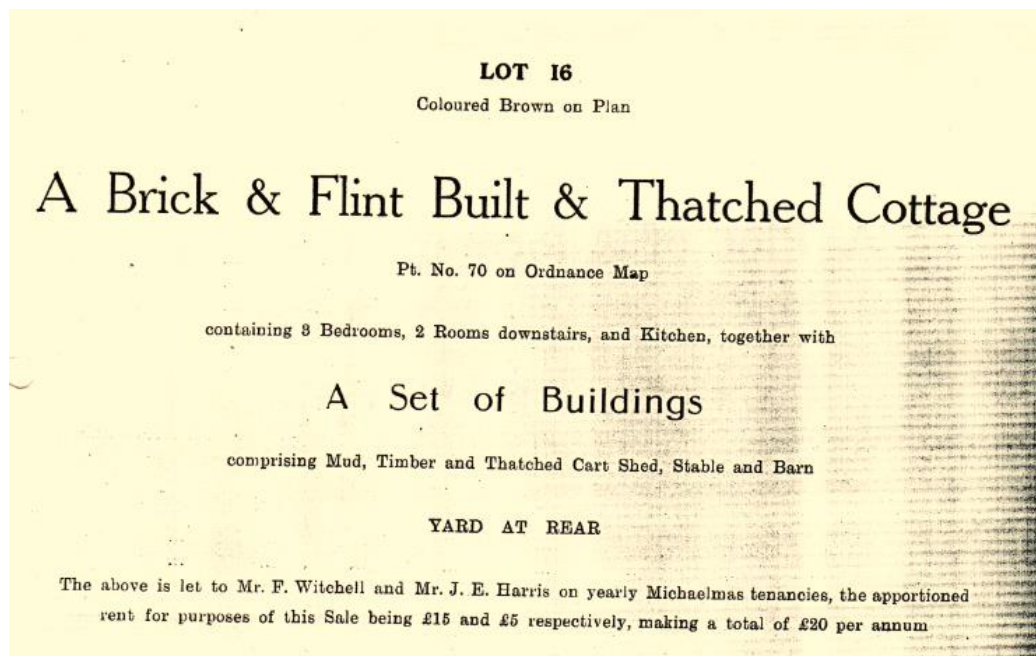 LOT 16
Coloured Brown on Plan
A Brick & Flint Built & Thatched Cottage
Pt. No. 70 on Ordnance Map
containing 3 Bedrooms, 2 Rooms downstairs, and Kitchen, together with
A Set of Buildings
comprising Mud, Timber and Thatched Cart Shed, Stable and Barn
YARD AT REAR
The above is let to Mr. F. Witchell and Mr. J. E. Harris on yearly Michaelmas tenancies, the apportioned
rent for purposes of this Sale being £15 and £5 respectively, making a total of £20 per annum